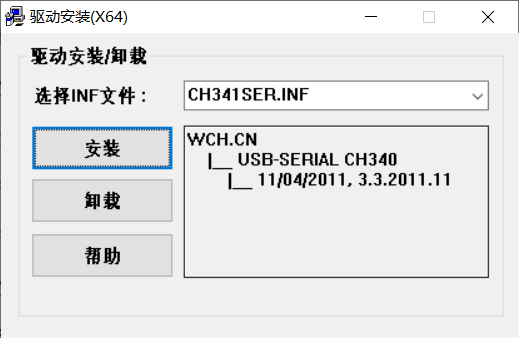 驱动安装(X64)
驱动安装/卸载
选择INF文件：
CH341SER.INF
安装
卸载
帮助
WCH.CN
|__ USB-SERIAL CH340
|__ 11/04/2011, 3.3.2011.11